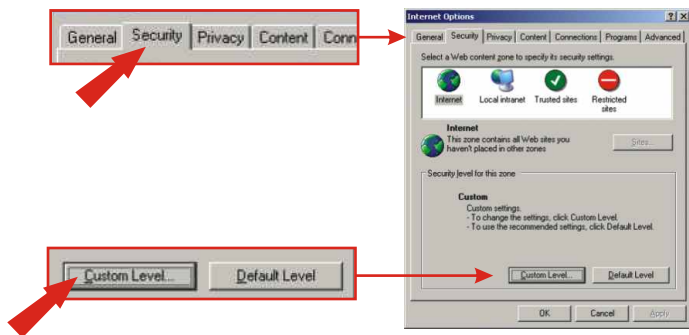 General Security Privacy Content Conn
Internet Options
General Security Privacy Content Connections Programs Advanced
Select a Web content zone to specify its security settings.
Internet Local intranet Trusted sites Restricted sites
Internet
This zone contains all Web sites you
haven't placed in other zones
Sites...
Security level for this zone
Custom
Custom settings.
- To change the settings, click Custom Level.
- To use the recommended settings, click Default Level.
Custom Level... Default Level
Custom Level... Default Level
OK Cancel Apply